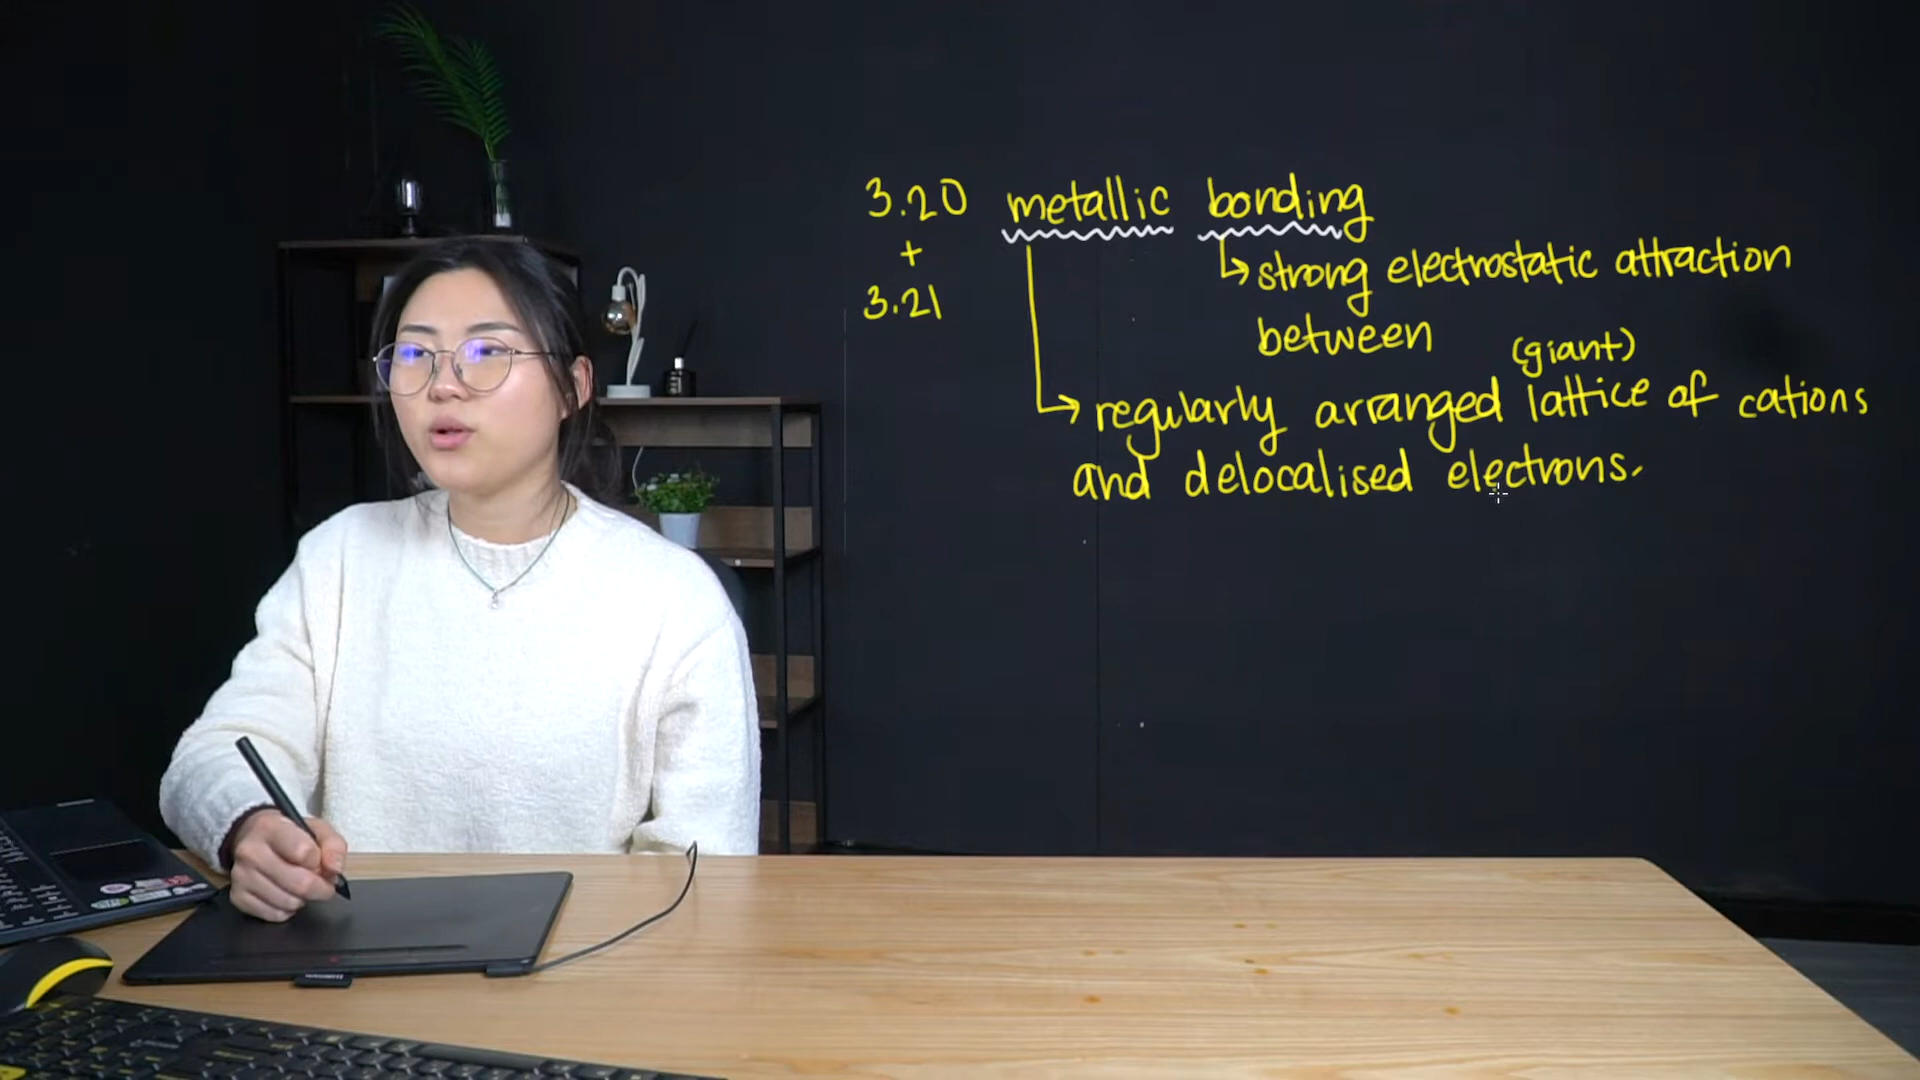 3.20 metallic bonding
+
3.21
↳ strong electrostatic attraction
between
(giant)
↳ regularly arranged lattice of cations
and delocalised electrons.